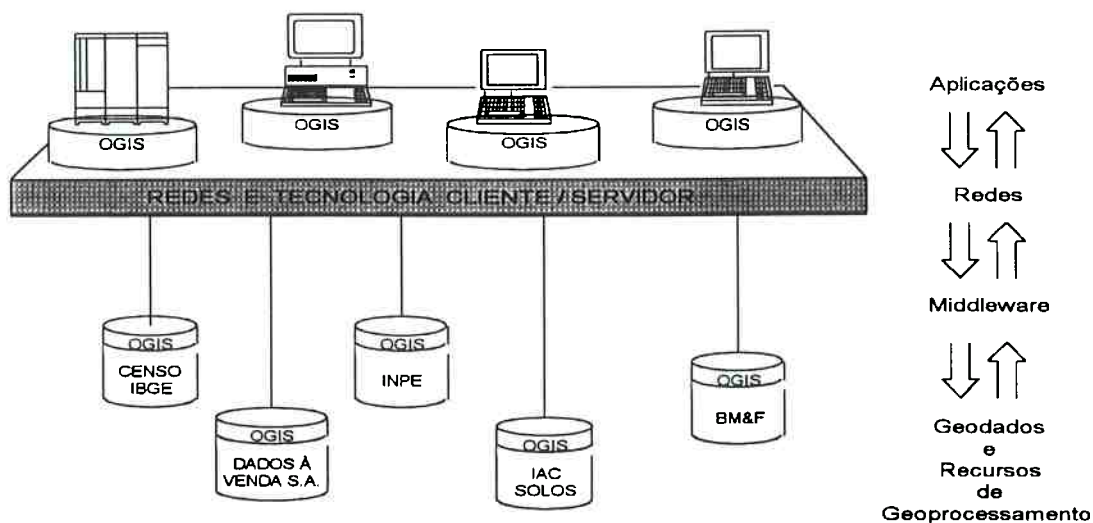 OGIS
OGIS
OGIS
OGIS
REDES E TECNOLOGIA CLIENTE / SERVIDOR
OGIS
CENSO
IBGE
OGIS
DADOS À
VENDA S.A.
OGIS
INPE
OGIS
IAC
SOLOS
OGIS
BM&F
Aplicações
Redes
Middleware
Geodados
e
Recursos
de
Geoprocessamento